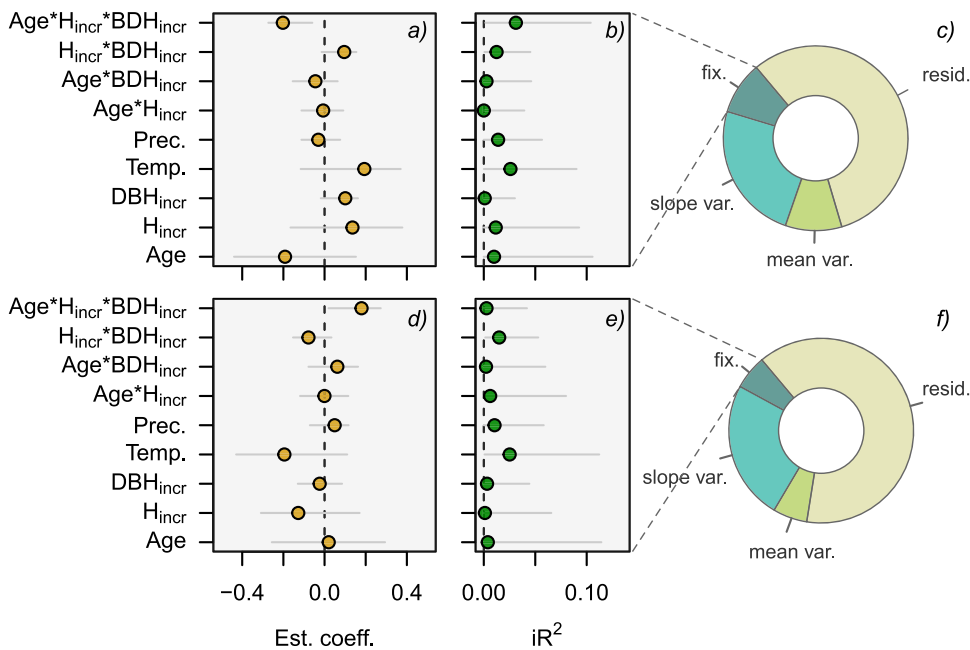 Age*H_incr*BDH_incr
a)
b)
c)
H_incr*BDH_incr
fix.
resid.
Age*BDH_incr
Age*H_incr
Prec.
Temp.
slope var.
DBH_incr
H_incr
mean var.
Age
Age*H_incr*BDH_incr
d)
e)
f)
H_incr*BDH_incr
fix.
Age*BDH_incr
resid.
Age*H_incr
Prec.
Temp.
slope var.
DBH_incr
H_incr
mean var.
Age
−0.4 0.0 0.4 0.00 0.10
Est. coeff. iR²